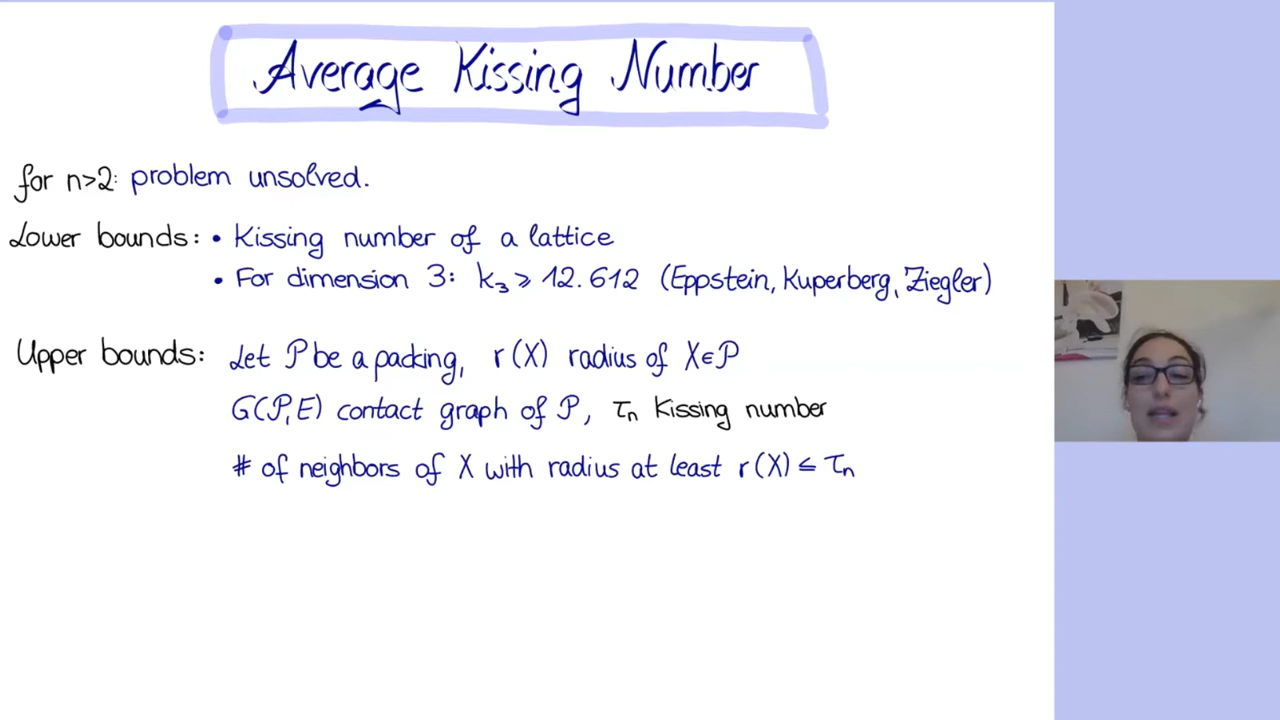 Average Kissing Number
for n>2: problem unsolved.
Lower bounds: • Kissing number of a lattice
• For dimension 3: k₃ ⩾ 12.612 (Eppstein, Kuperberg, Ziegler)
Upper bounds: Let 𝒫 be a packing, r(X) radius of X∈𝒫
G(𝒫,E) contact graph of 𝒫, τₙ Kissing number
# of neighbors of X with radius at least r(X) ≤ τₙ